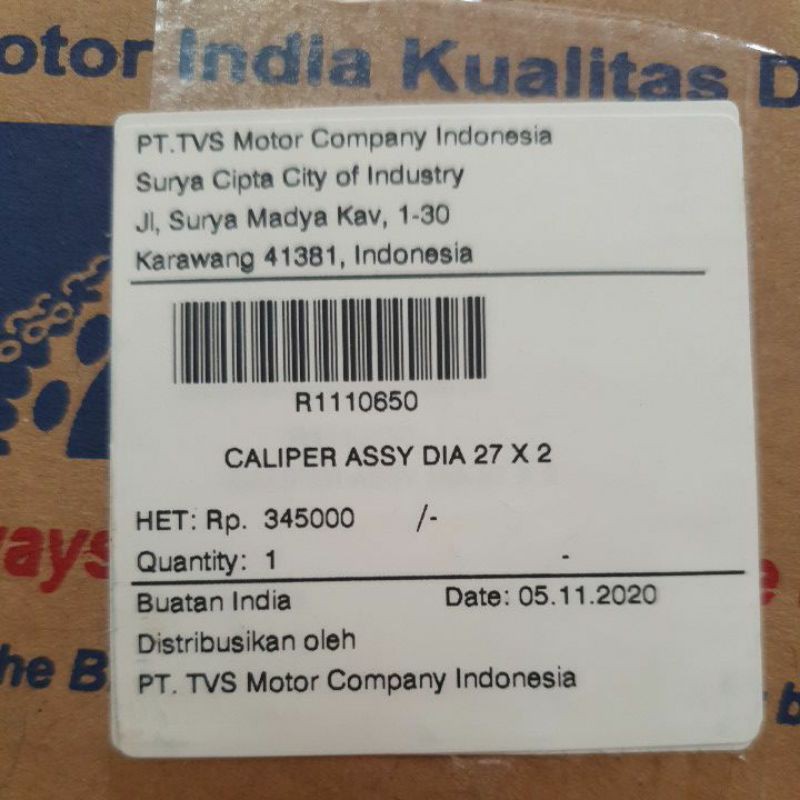 otor India Kualitas D
PT.TVS Motor Company Indonesia
Surya Cipta City of Industry
Jl, Surya Madya Kav, 1-30
Karawang 41381, Indonesia
R1110650
CALIPER ASSY DIA 27 X 2
HET: Rp. 345000 /-
Quantity: 1 -
Buatan India Date: 05.11.2020
Distribusikan oleh
PT. TVS Motor Company Indonesia
ways
he B